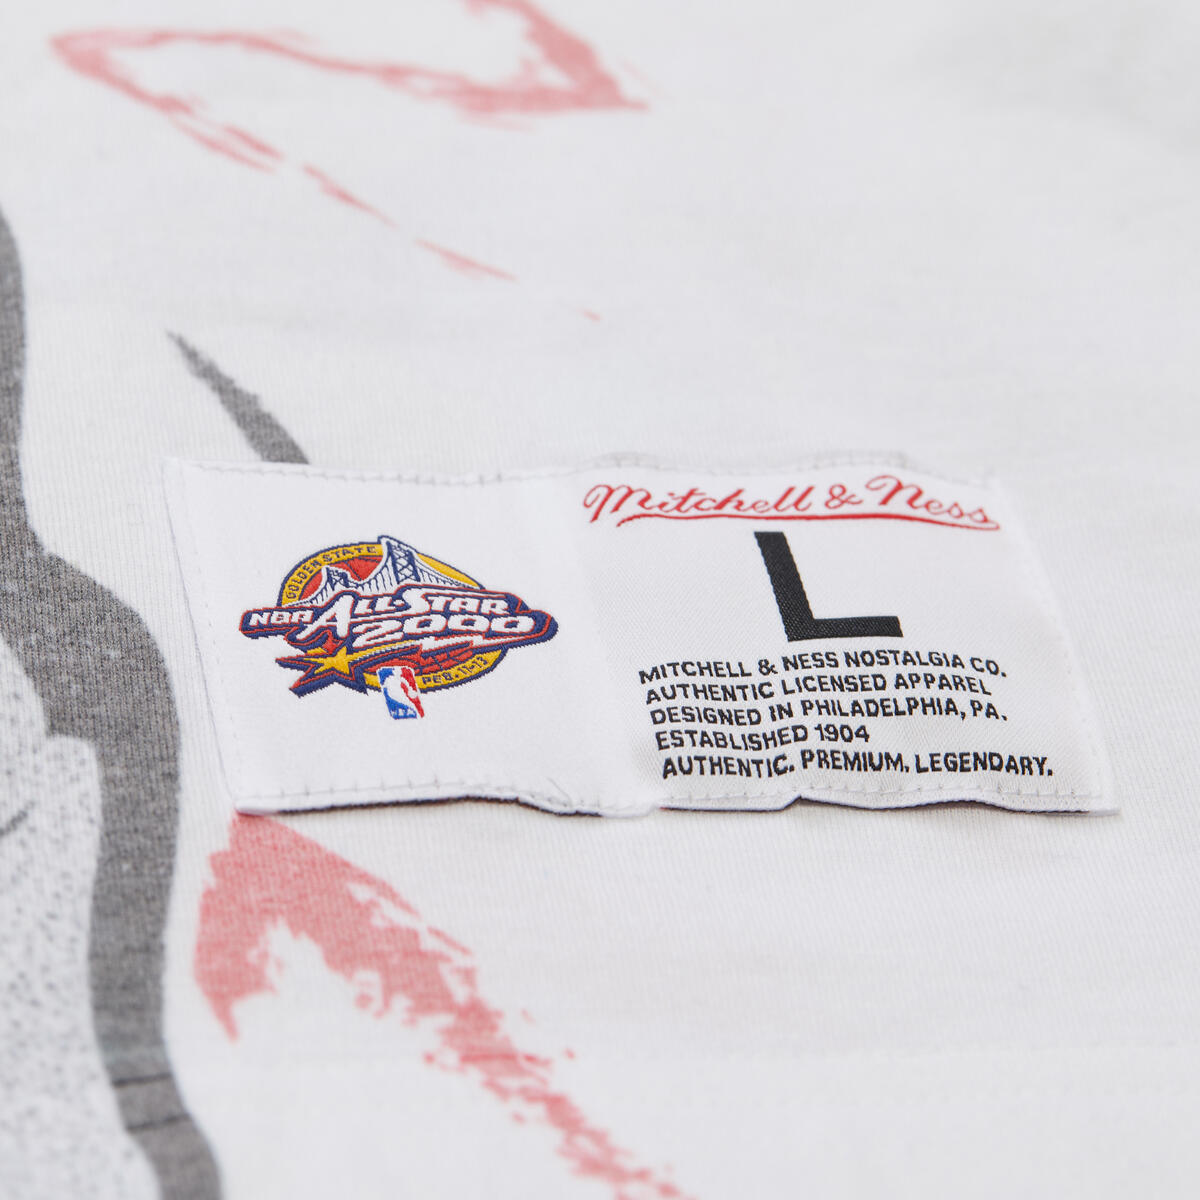 GOLDEN STATE
NBA ALL-STAR
2000
FEB. 11-13
Mitchell & Ness
L
MITCHELL & NESS NOSTALGIA CO.
AUTHENTIC LICENSED APPAREL
DESIGNED IN PHILADELPHIA, PA.
ESTABLISHED 1904
AUTHENTIC. PREMIUM. LEGENDARY.